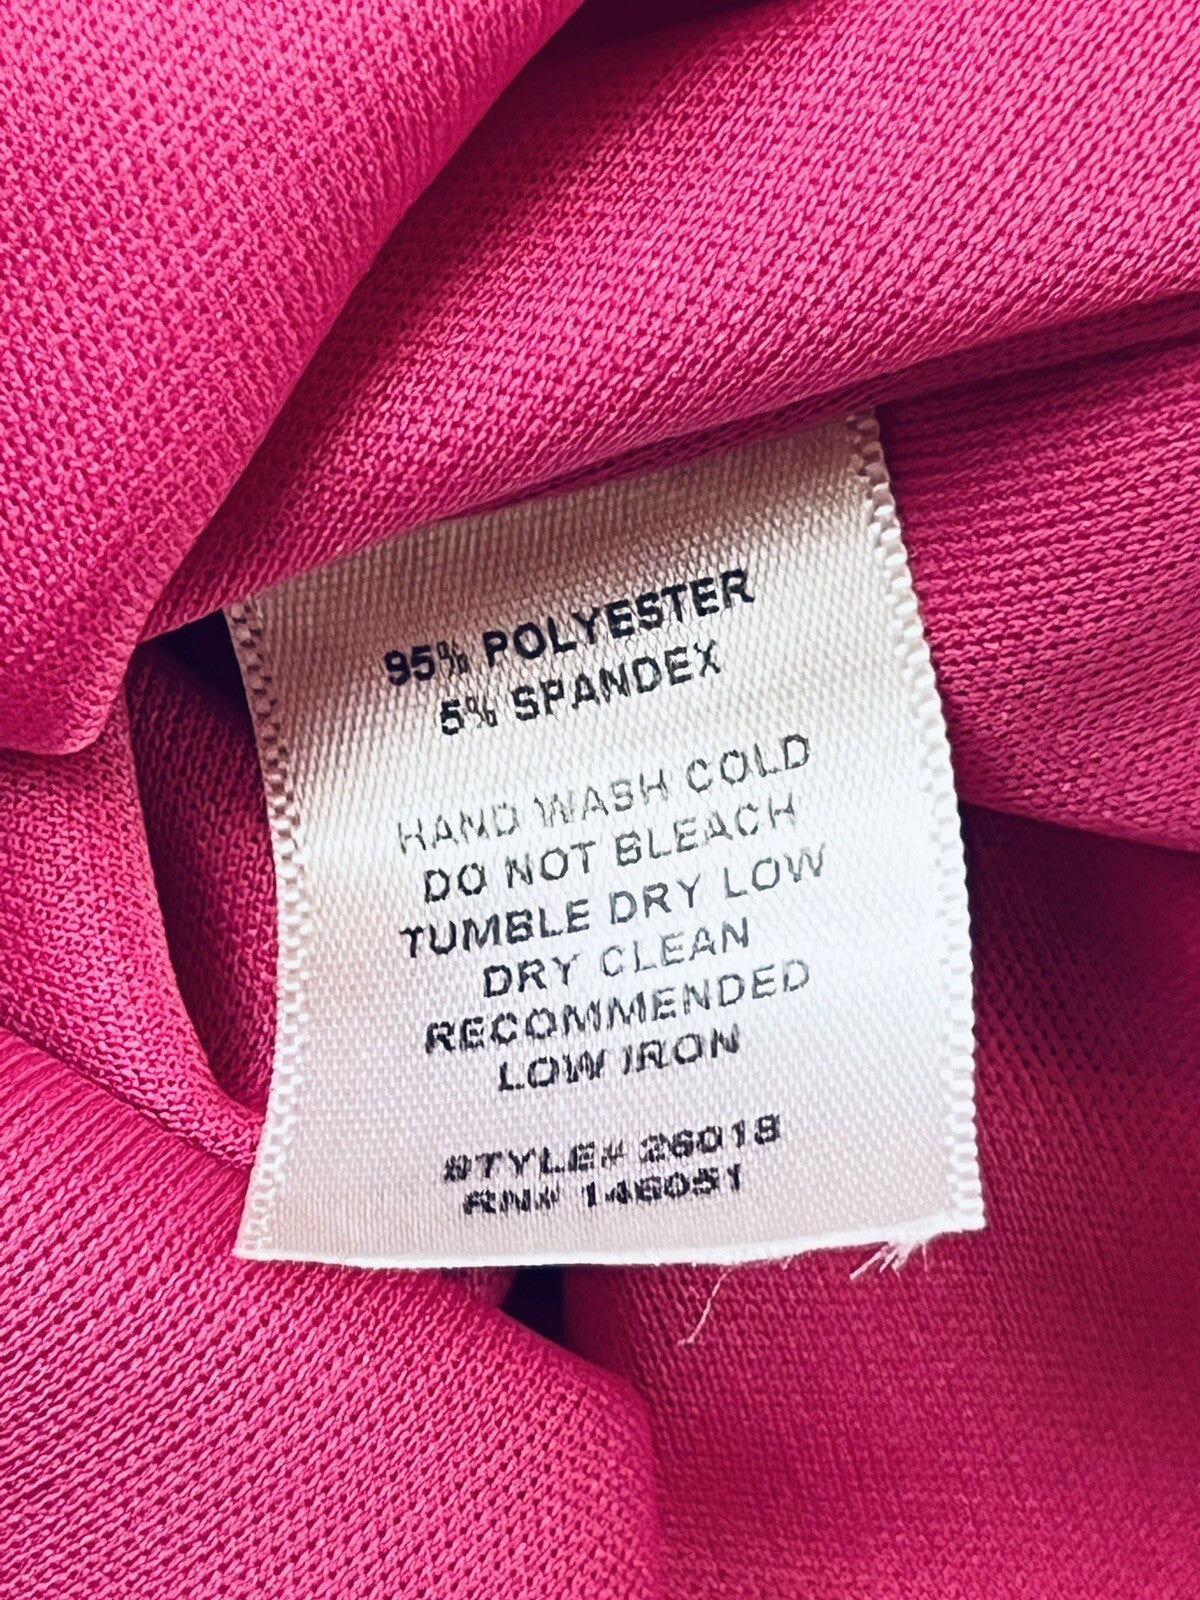 95% POLYESTER
5% SPANDEX
HAND WASH COLD
DO NOT BLEACH
TUMBLE DRY LOW
DRY CLEAN
RECOMMENDED
LOW IRON
STYLE# 26018
RN# 146051